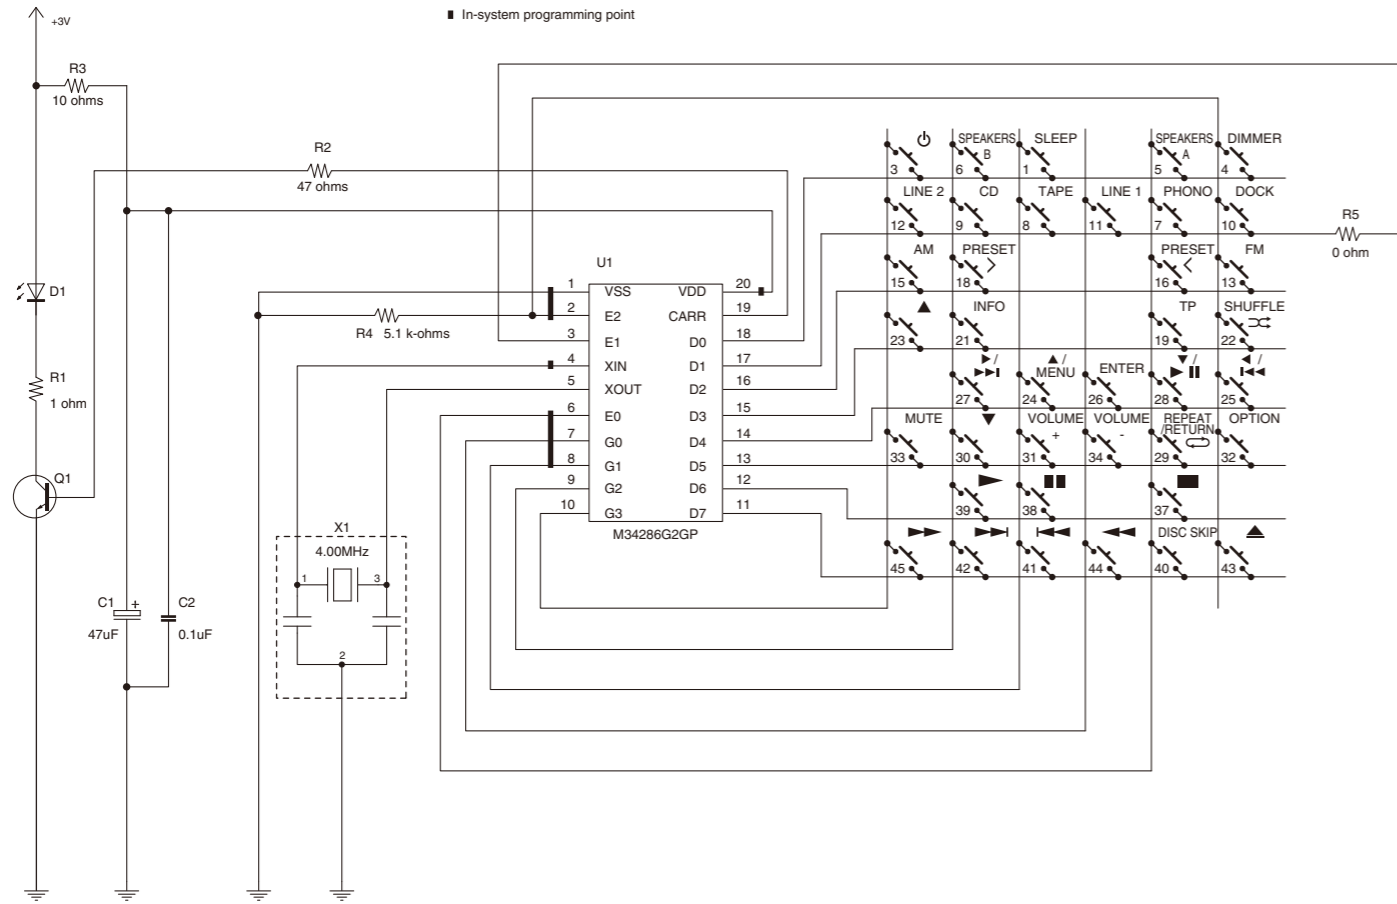 In-system programming point
+3V
R3
10 ohms
R2
47 ohms
SPEAKERS B SLEEP SPEAKERS A DIMMER
3 6 1 5 4
LINE 2 CD TAPE LINE 1 PHONO DOCK
12 9 8 11 7 10
R5
0 ohm
AM PRESET > PRESET < FM
15 18 16 13
INFO TP SHUFFLE
23 21 19 22
/ / MENU ENTER / /
27 24 26 28 25
MUTE VOLUME + VOLUME - REPEAT /RETURN OPTION
33 30 31 34 29 32
39 38 37
DISC SKIP
45 42 41 44 40 43
U1
1 VSS VDD 20
2 E2 CARR 19
3 E1 D0 18
4 XIN D1 17
5 XOUT D2 16
6 E0 D3 15
7 G0 D4 14
8 G1 D5 13
9 G2 D6 12
10 G3 D7 11
M34286G2GP
R4 5.1 k-ohms
D1
R1
1 ohm
Q1
X1
4.00MHz
1 3
2
C1 +
47uF
C2
0.1uF